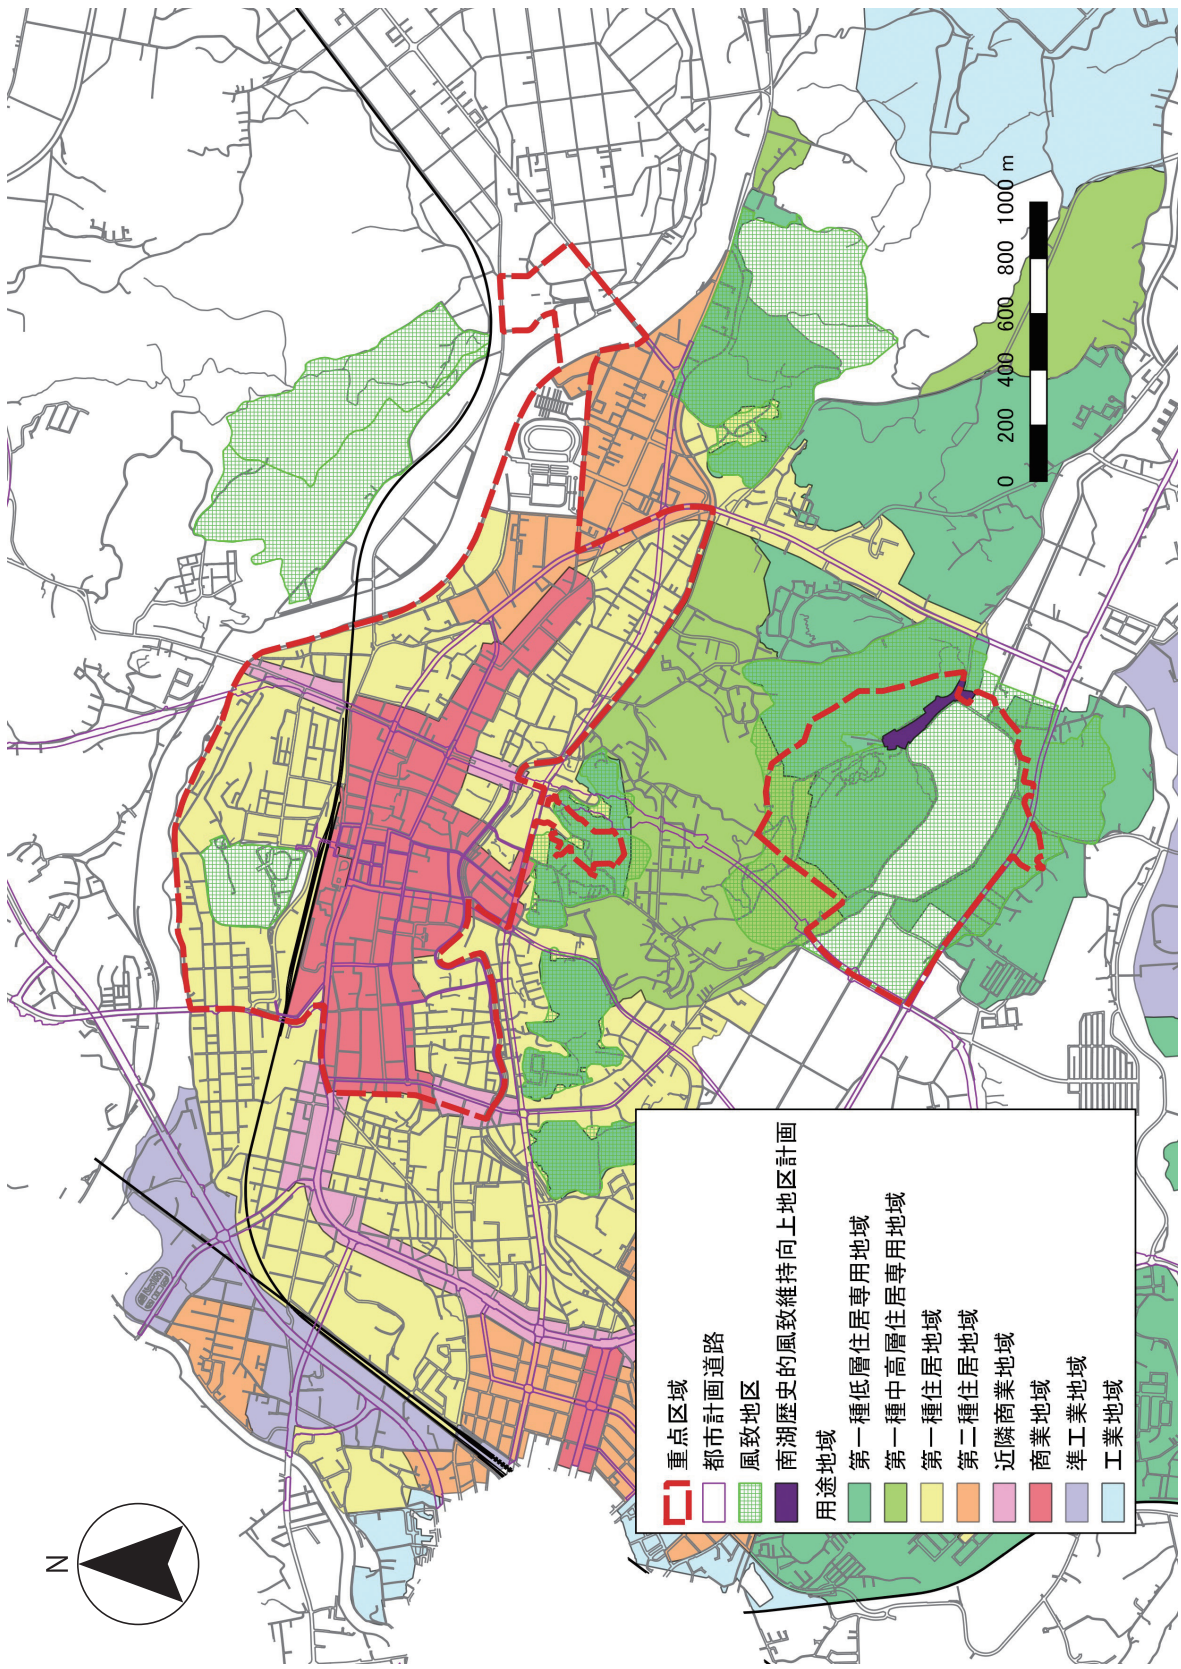 N
0 200 400 600 800 1000 m
重点区域
都市計画道路
風致地区
南湖歴史的風致維持向上地区計画
用途地域
第一種低層住居専用地域
第一種中高層住居専用地域
第一種住居地域
第二種住居地域
近隣商業地域
商業地域
準工業地域
工業地域